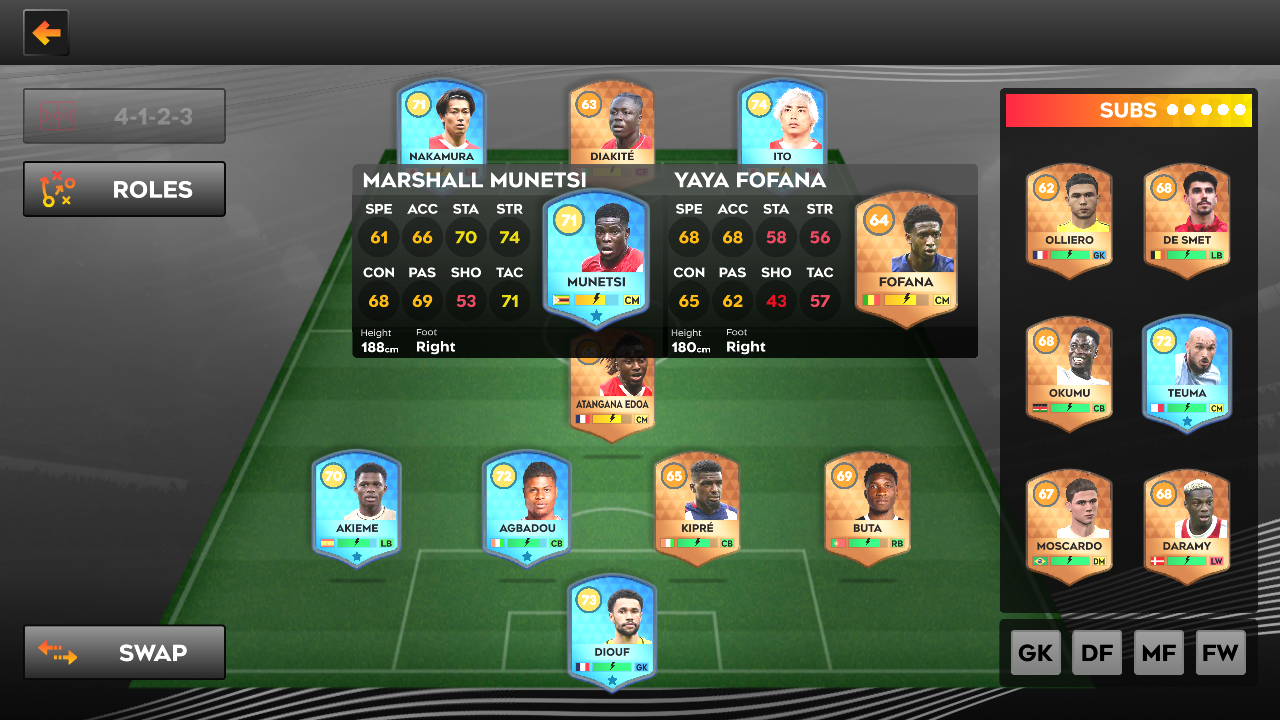 4-1-2-3
ROLES
SWAP
71
NAKAMURA
63
DIAKITÉ
CF
74
ITO
MARSHALL MUNETSI
SPE ACC STA STR
61 66 70 74
CON PAS SHO TAC
68 69 53 71
Height
188cm
Foot
Right
71
MUNETSI
CM
YAYA FOFANA
SPE ACC STA STR
68 68 58 56
CON PAS SHO TAC
65 62 43 57
Height
180cm
Foot
Right
64
FOFANA
CM
ATANGANA EDOA
CM
70
AKIEME
LB
72
AGBADOU
CB
65
KIPRÉ
CB
69
BUTA
RB
73
DIOUF
GK
SUBS
62
OLLIERO
GK
68
DE SMET
LB
68
OKUMU
CB
72
TEUMA
CM
67
MOSCARDO
DM
68
DARAMY
LW
GK DF MF FW